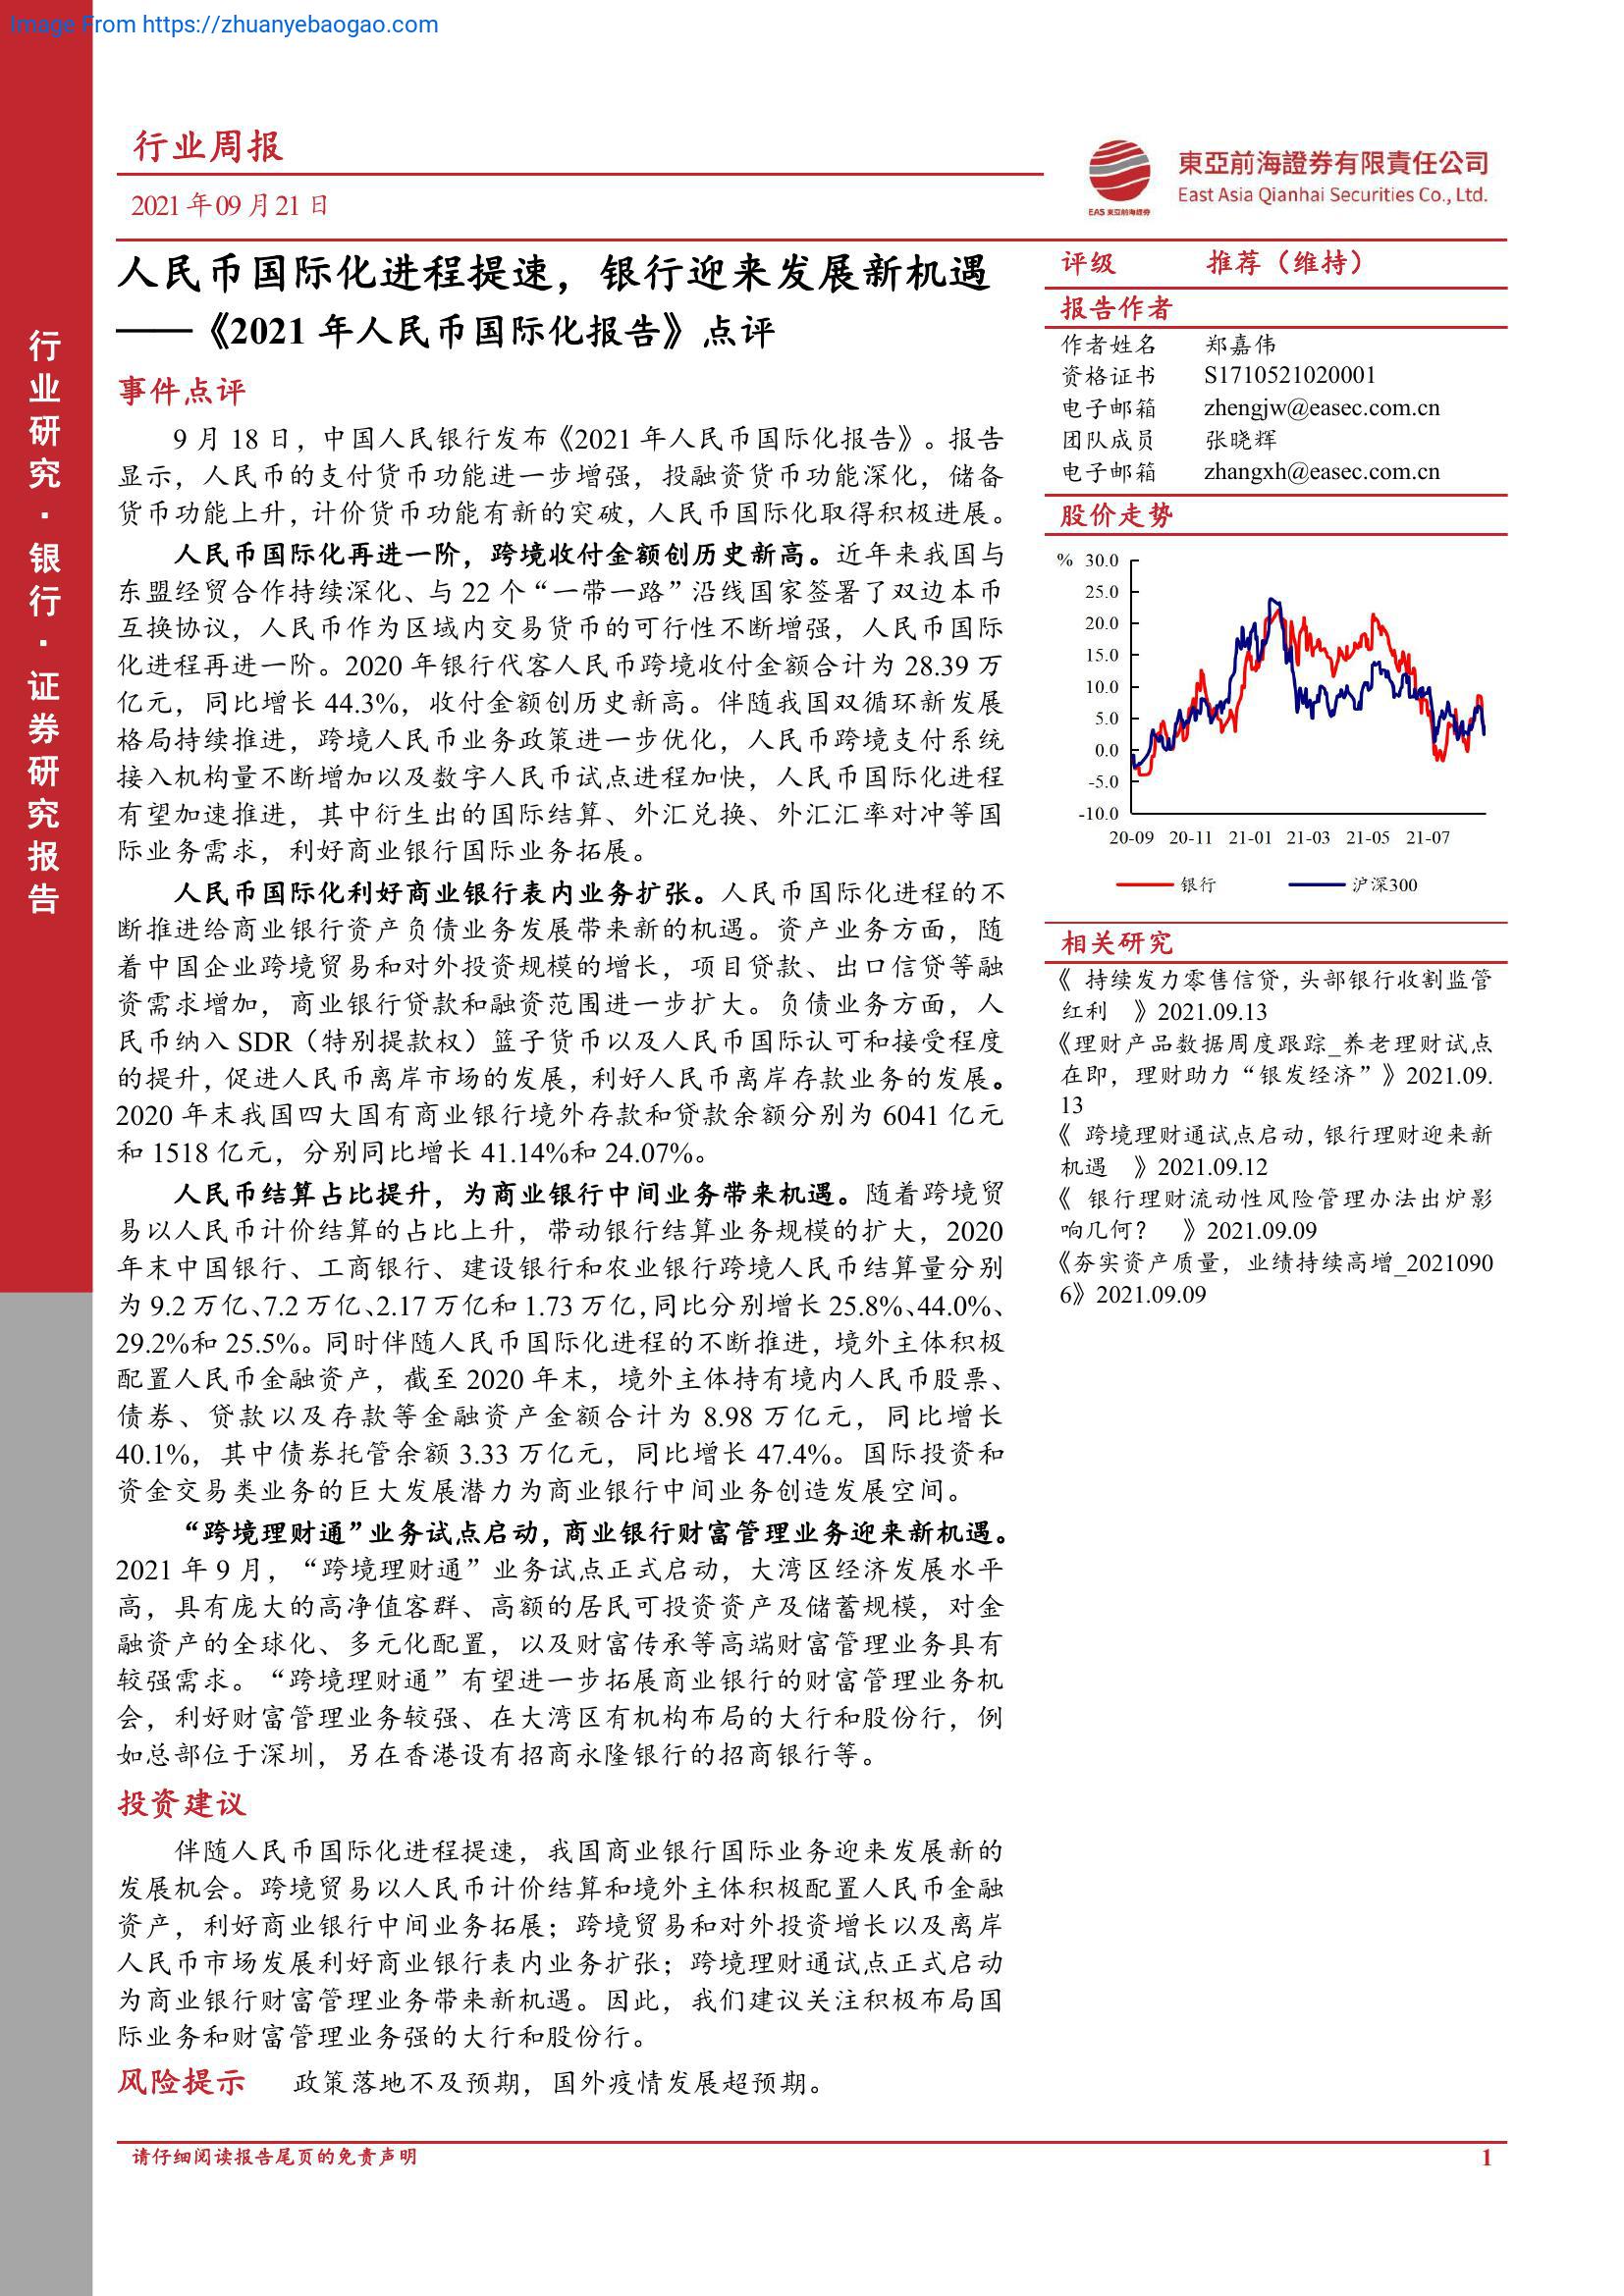 Image From https://zhuanyebaogao.com
行业研究·银行·证券研究报告
行业周报
2021年09月21日
EAS 東亞前海證券
東亞前海證券有限責任公司
East Asia Qianhai Securities Co., Ltd.
人民币国际化进程提速，银行迎来发展新机遇
——《2021 年人民币国际化报告》点评
事件点评
9 月 18 日，中国人民银行发布《2021 年人民币国际化报告》。报告
显示，人民币的支付货币功能进一步增强，投融资货币功能深化，储备
货币功能上升，计价货币功能有新的突破，人民币国际化取得积极进展。
人民币国际化再进一阶，跨境收付金额创历史新高。近年来我国与
东盟经贸合作持续深化、与 22 个“一带一路”沿线国家签署了双边本币
互换协议，人民币作为区域内交易货币的可行性不断增强，人民币国际
化进程再进一阶。2020 年银行代客人民币跨境收付金额合计为 28.39 万
亿元，同比增长 44.3%，收付金额创历史新高。伴随我国双循环新发展
格局持续推进，跨境人民币业务政策进一步优化，人民币跨境支付系统
接入机构量不断增加以及数字人民币试点进程加快，人民币国际化进程
有望加速推进，其中衍生出的国际结算、外汇兑换、外汇汇率对冲等国
际业务需求，利好商业银行国际业务拓展。
人民币国际化利好商业银行表内业务扩张。人民币国际化进程的不
断推进给商业银行资产负债业务发展带来新的机遇。资产业务方面，随
着中国企业跨境贸易和对外投资规模的增长，项目贷款、出口信贷等融
资需求增加，商业银行贷款和融资范围进一步扩大。负债业务方面，人
民币纳入 SDR（特别提款权）篮子货币以及人民币国际认可和接受程度
的提升，促进人民币离岸市场的发展，利好人民币离岸存款业务的发展。
2020 年末我国四大国有商业银行境外存款和贷款余额分别为 6041 亿元
和 1518 亿元，分别同比增长 41.14%和 24.07%。
人民币结算占比提升，为商业银行中间业务带来机遇。随着跨境贸
易以人民币计价结算的占比上升，带动银行结算业务规模的扩大，2020
年末中国银行、工商银行、建设银行和农业银行跨境人民币结算量分别
为 9.2 万亿、7.2 万亿、2.17 万亿和 1.73 万亿，同比分别增长 25.8%、44.0%、
29.2%和 25.5%。同时伴随人民币国际化进程的不断推进，境外主体积极
配置人民币金融资产，截至 2020 年末，境外主体持有境内人民币股票、
债券、贷款以及存款等金融资产金额合计为 8.98 万亿元，同比增长
40.1%，其中债券托管余额 3.33 万亿元，同比增长 47.4%。国际投资和
资金交易类业务的巨大发展潜力为商业银行中间业务创造发展空间。
“跨境理财通”业务试点启动，商业银行财富管理业务迎来新机遇。
2021 年 9 月，“跨境理财通”业务试点正式启动，大湾区经济发展水平
高，具有庞大的高净值客群、高额的居民可投资资产及储蓄规模，对金
融资产的全球化、多元化配置，以及财富传承等高端财富管理业务具有
较强需求。“跨境理财通”有望进一步拓展商业银行的财富管理业务机
会，利好财富管理业务较强、在大湾区有机构布局的大行和股份行，例
如总部位于深圳，另在香港设有招商永隆银行的招商银行等。
投资建议
伴随人民币国际化进程提速，我国商业银行国际业务迎来发展新的
发展机会。跨境贸易以人民币计价结算和境外主体积极配置人民币金融
资产，利好商业银行中间业务拓展；跨境贸易和对外投资增长以及离岸
人民币市场发展利好商业银行表内业务扩张；跨境理财通试点正式启动
为商业银行财富管理业务带来新机遇。因此，我们建议关注积极布局国
际业务和财富管理业务强的大行和股份行。
风险提示 政策落地不及预期，国外疫情发展超预期。
评级 推荐（维持）
报告作者
作者姓名 郑嘉伟
资格证书 S1710521020001
电子邮箱 zhengjw@easec.com.cn
团队成员 张晓辉
电子邮箱 zhangxh@easec.com.cn
股价走势
% 30.0
25.0
20.0
15.0
10.0
5.0
0.0
-5.0
-10.0
20-09 20-11 21-01 21-03 21-05 21-07
银行 沪深300
相关研究
《 持续发力零售信贷，头部银行收割监管
红利 》2021.09.13
《理财产品数据周度跟踪_养老理财试点
在即，理财助力“银发经济”》2021.09.
13
《 跨境理财通试点启动，银行理财迎来新
机遇 》2021.09.12
《 银行理财流动性风险管理办法出炉影
响几何？ 》2021.09.09
《夯实资产质量，业绩持续高增_2021090
6》2021.09.09
请仔细阅读报告尾页的免责声明 1